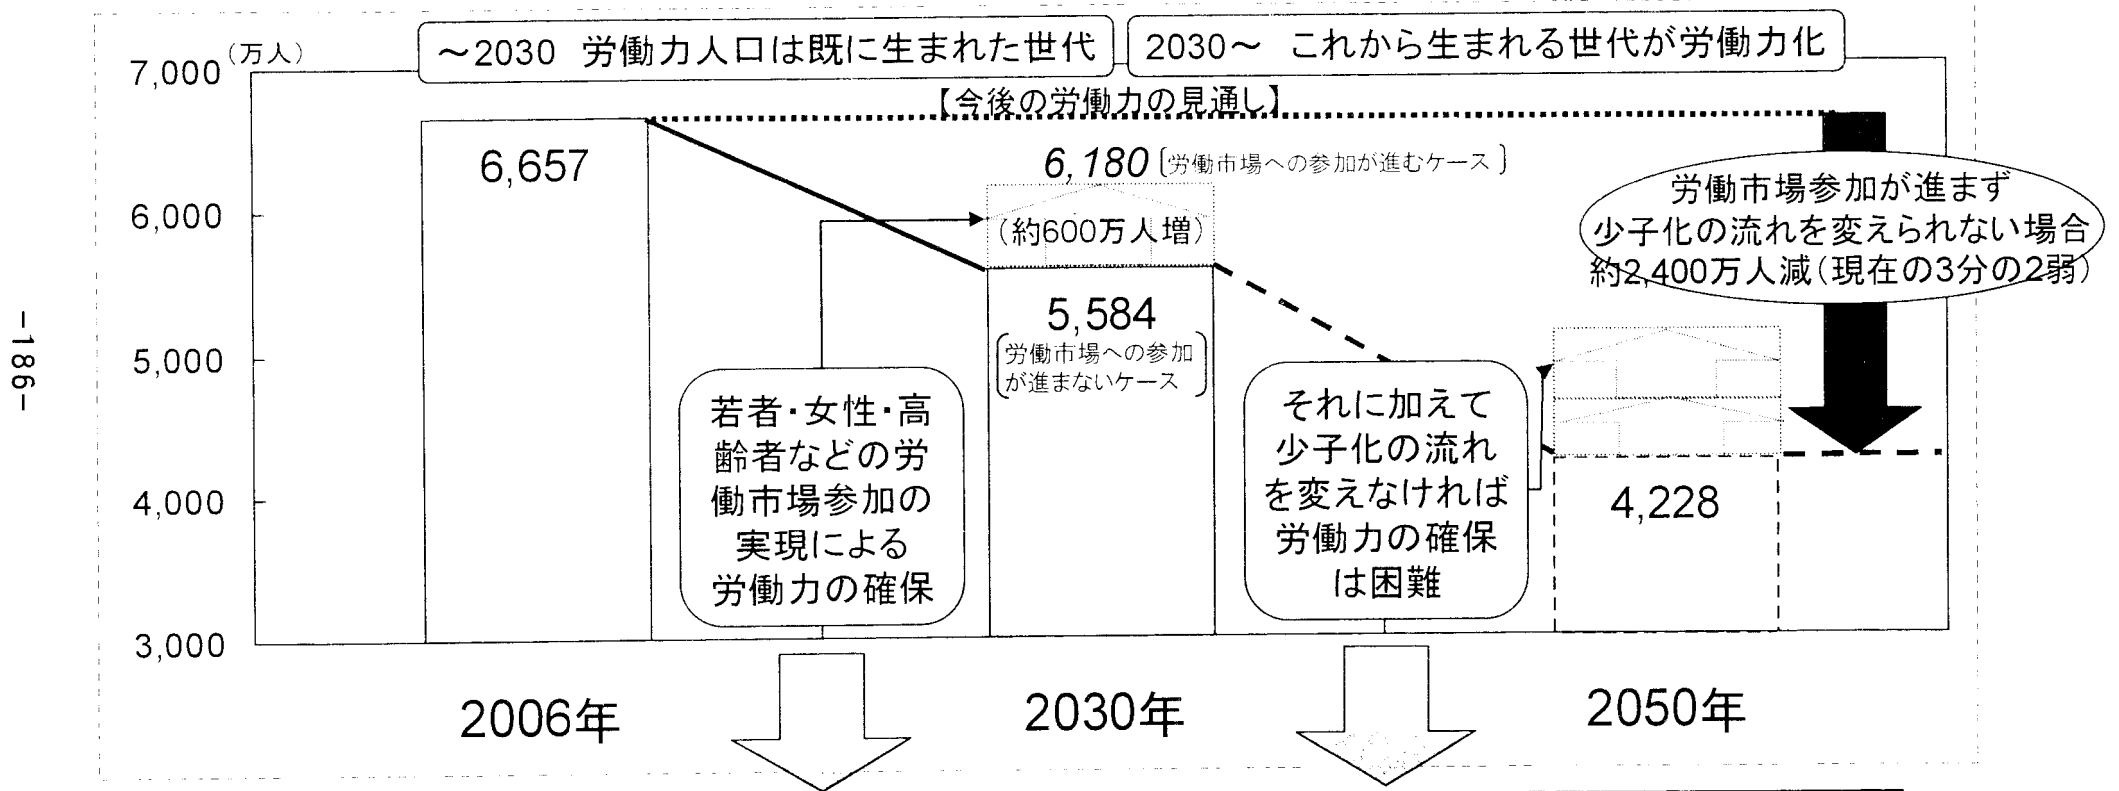 ～2030 労働力人口は既に生まれた世代
2030～ これから生まれる世代が労働力化
(万人)
7,000
6,000
5,000
4,000
3,000
【今後の労働力の見通し】
6,657
6,180 〔労働市場への参加が進むケース〕
(約600万人増)
5,584
労働市場への参加
が進まないケース
労働市場参加が進まず
少子化の流れを変えられない場合
約2,400万人減(現在の3分の2弱)
若者・女性・高
齢者などの労
働市場参加の
実現による
労働力の確保
それに加えて
少子化の流れ
を変えなければ
労働力の確保
は困難
4,228
2006年
2030年
2050年
-186-